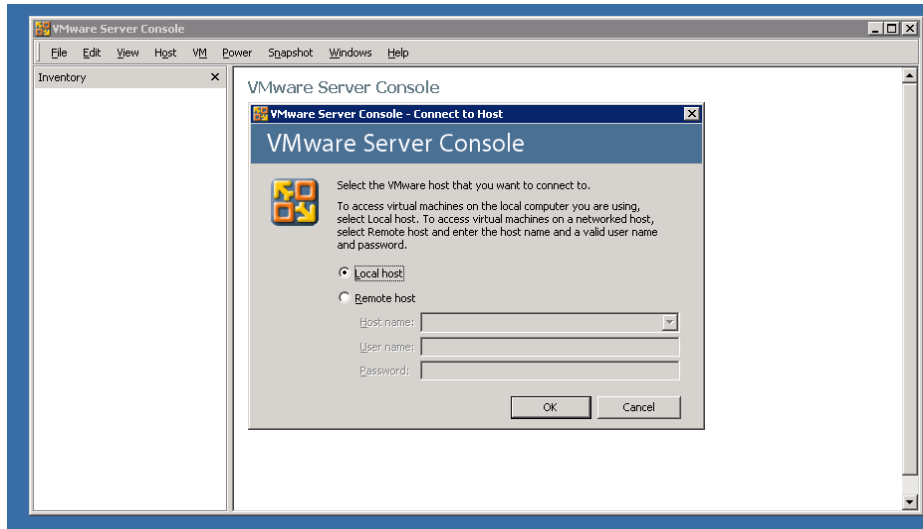 VMware Server Console
File Edit View Host VM Power Snapshot Windows Help
Inventory
VMware Server Console
VMware Server Console - Connect to Host
VMware Server Console
Select the VMware host that you want to connect to.
To access virtual machines on the local computer you are using,
select Local host. To access virtual machines on a networked host,
select Remote host and enter the host name and a valid user name
and password.
Local host
Remote host
Host name:
User name:
Password:
OK Cancel